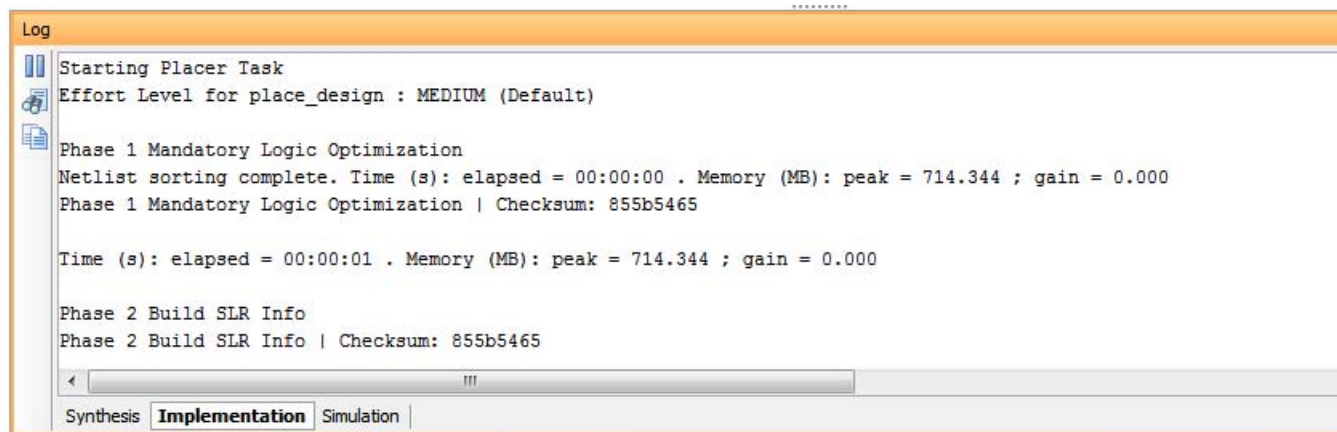 Log
Starting Placer Task
Effort Level for place_design : MEDIUM (Default)
Phase 1 Mandatory Logic Optimization
Netlist sorting complete. Time (s): elapsed = 00:00:00 . Memory (MB): peak = 714.344 ; gain = 0.000
Phase 1 Mandatory Logic Optimization | Checksum: 855b5465
Time (s): elapsed = 00:00:01 . Memory (MB): peak = 714.344 ; gain = 0.000
Phase 2 Build SLR Info
Phase 2 Build SLR Info | Checksum: 855b5465
Synthesis Implementation Simulation